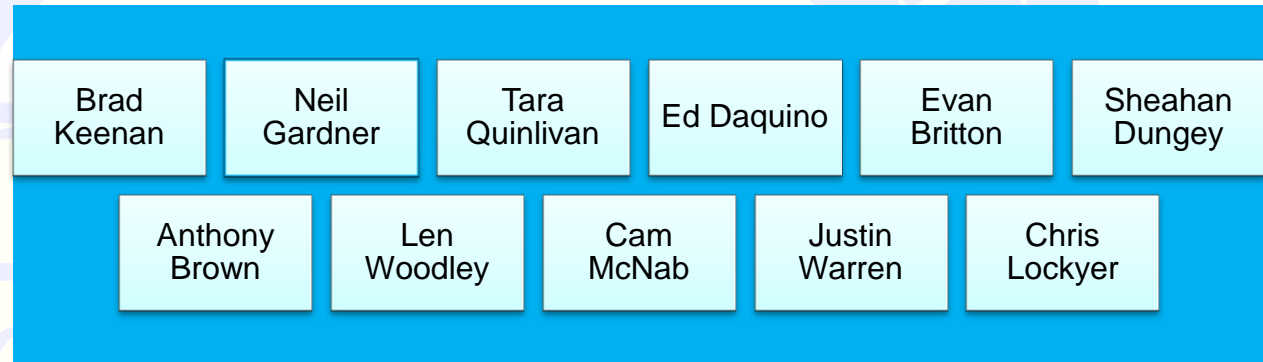 Brad
Keenan
Neil
Gardner
Tara
Quinlivan
Ed Daquino
Evan
Britton
Sheahan
Dungey
Anthony
Brown
Len
Woodley
Cam
McNab
Justin
Warren
Chris
Lockyer